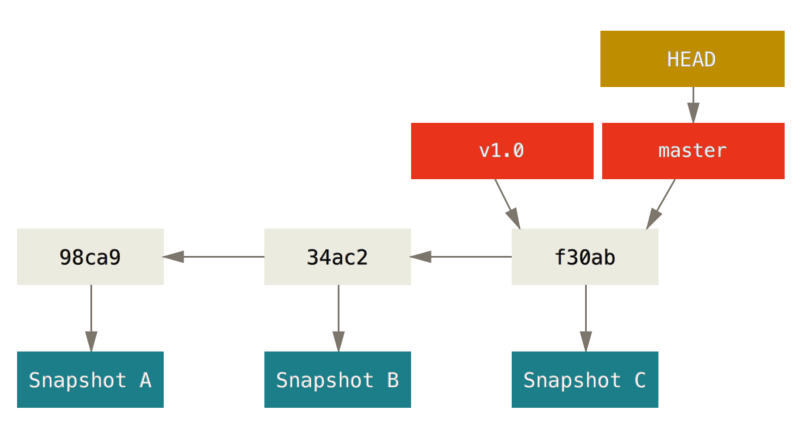 HEAD
v1.0
master
98ca9
34ac2
f30ab
Snapshot A
Snapshot B
Snapshot C